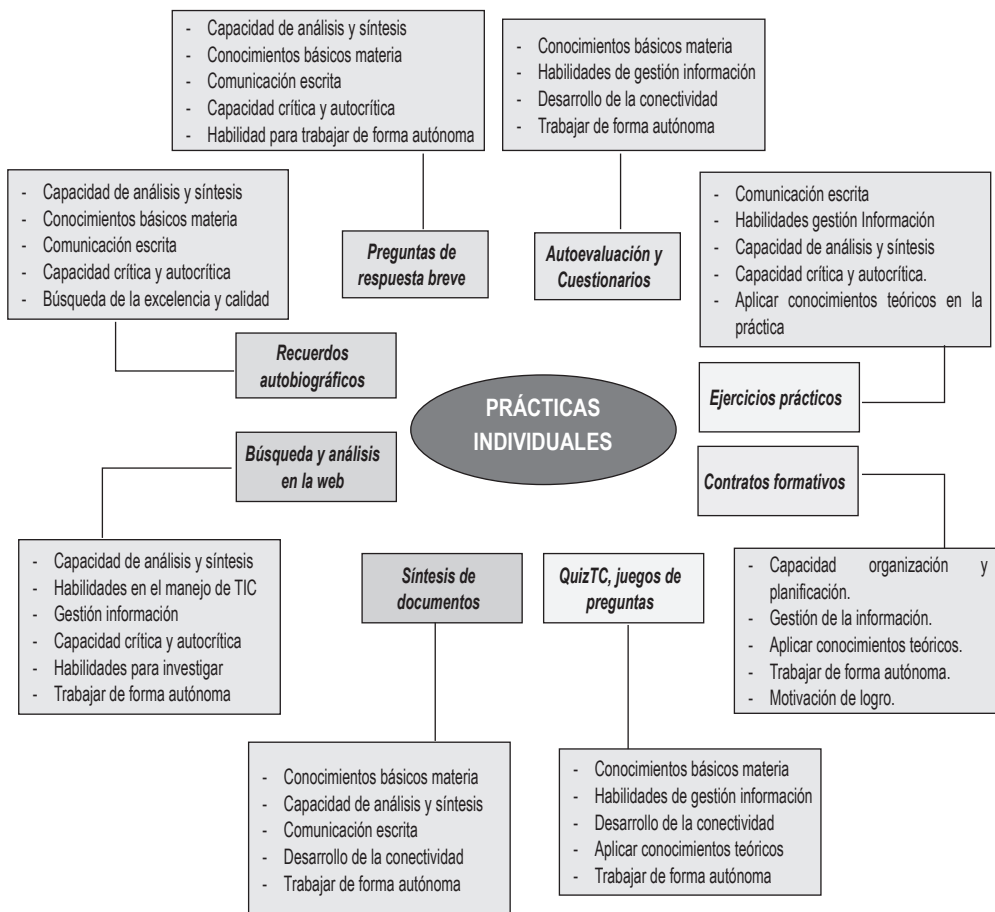 - Capacidad de análisis y síntesis
- Conocimientos básicos materia
- Comunicación escrita
- Capacidad crítica y autocrítica
- Habilidad para trabajar de forma autónoma
- Conocimientos básicos materia
- Habilidades de gestión información
- Desarrollo de la conectividad
- Trabajar de forma autónoma
- Capacidad de análisis y síntesis
- Conocimientos básicos materia
- Comunicación escrita
- Capacidad crítica y autocrítica
- Búsqueda de la excelencia y calidad
Preguntas de
respuesta breve
Autoevaluación y
Cuestionarios
- Comunicación escrita
- Habilidades gestión Información
- Capacidad de análisis y síntesis
- Capacidad crítica y autocrítica.
- Aplicar conocimientos teóricos en la
práctica
Recuerdos
autobiográficos
PRÁCTICAS
INDIVIDUALES
Ejercicios prácticos
Búsqueda y análisis
en la web
Contratos formativos
- Capacidad de análisis y síntesis
- Habilidades en el manejo de TIC
- Gestión información
- Capacidad crítica y autocrítica
- Habilidades para investigar
- Trabajar de forma autónoma
Síntesis de
documentos
QuizTC, juegos de
preguntas
- Capacidad organización y
planificación.
- Gestión de la información.
- Aplicar conocimientos teóricos.
- Trabajar de forma autónoma.
- Motivación de logro.
- Conocimientos básicos materia
- Capacidad de análisis y síntesis
- Comunicación escrita
- Desarrollo de la conectividad
- Trabajar de forma autónoma
- Conocimientos básicos materia
- Habilidades de gestión información
- Desarrollo de la conectividad
- Aplicar conocimientos teóricos
- Trabajar de forma autónoma